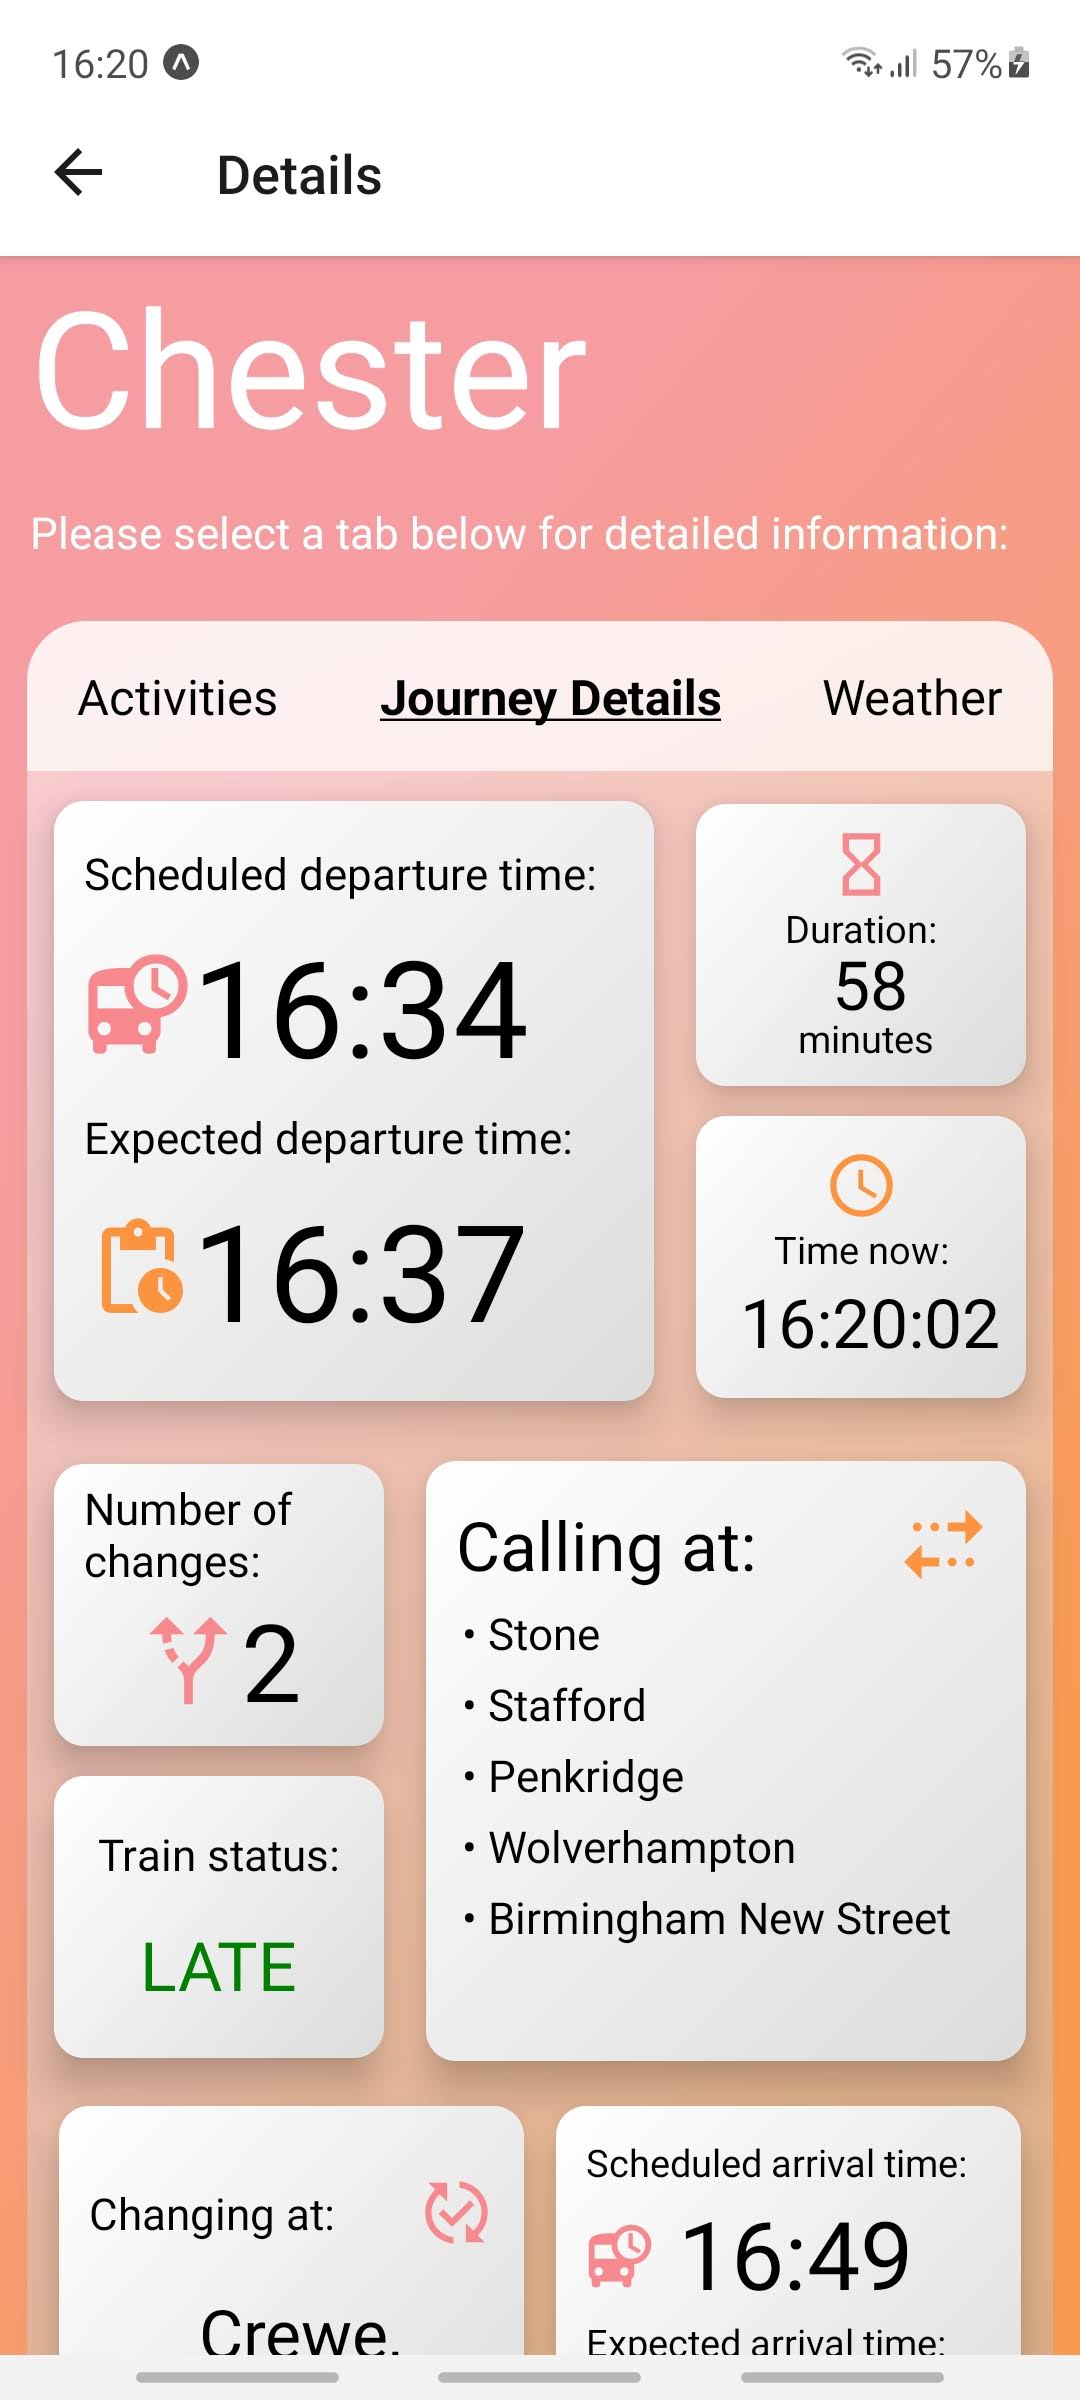 16:20
57%
Details
Chester
Please select a tab below for detailed information:
Activities Journey Details Weather
Scheduled departure time:
16:34
Expected departure time:
16:37
Duration:
58
minutes
Time now:
16:20:02
Number of
changes:
2
Train status:
LATE
Calling at:
• Stone
• Stafford
• Penkridge
• Wolverhampton
• Birmingham New Street
Changing at:
Crewe,
Scheduled arrival time:
16:49
Expected arrival time: